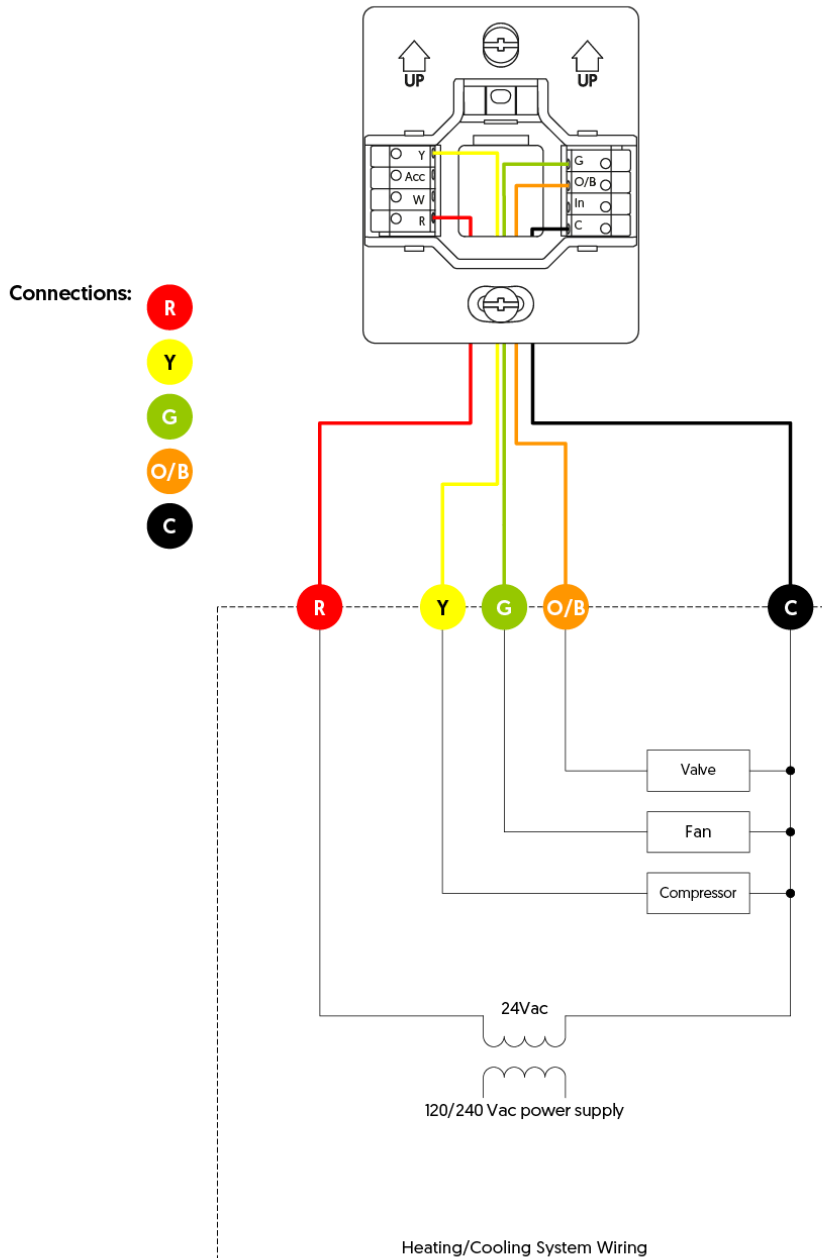 UP
UP
Y
Acc
W
R
G
O/B
In
C
Connections:
R
Y
G
O/B
C
R
Y
G
O/B
C
Valve
Fan
Compressor
24Vac
120/240 Vac power supply
Heating/Cooling System Wiring